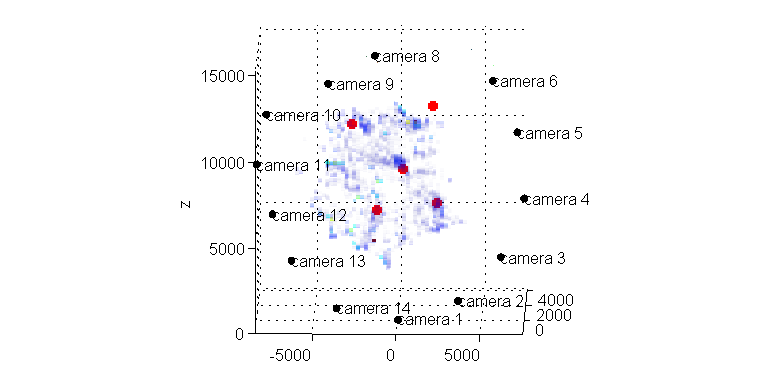 camera 8
15000
camera 9
camera 6
camera 10
camera 5
10000
camera 11
camera 4
z
camera 12
5000
camera 13
camera 3
camera 14
camera 2
4000
camera 1
2000
0
0
-5000
0
5000